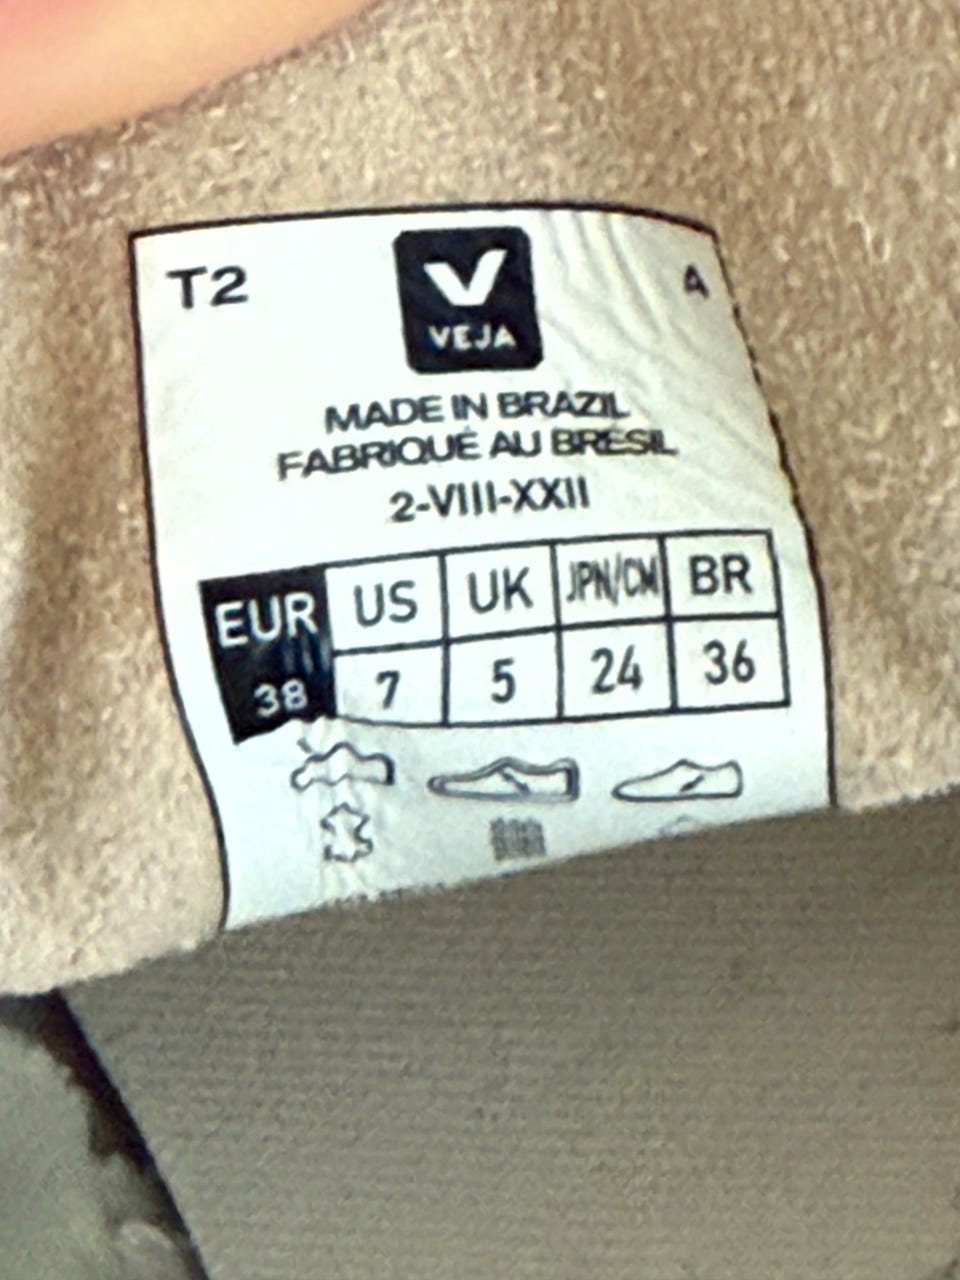 T2 VEJA A
MADE IN BRAZIL
FABRIQUÉ AU BRÉSIL
2-VIII-XXII
EUR US UK JPN/CM BR
38 7 5 24 36